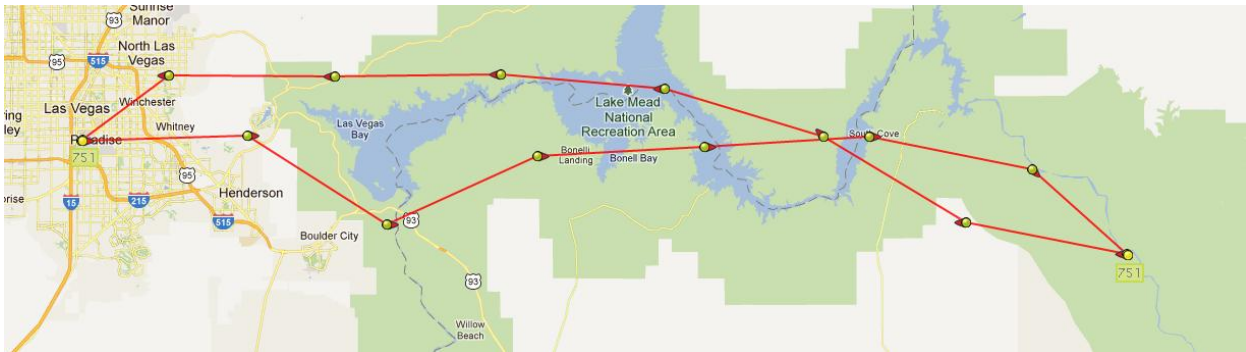 Sunrise
Manor
93
North Las
Vegas
95
515
ring
lley
Las Vegas
Winchester
Whitney
Paradise
751
Las Vegas
Bay
Lake Mead
National
Recreation Area
Bonelli
Landing
Bonell Bay
South Cove
95
Henderson
15
215
515
prise
Boulder City
93
93
Willow
Beach
751